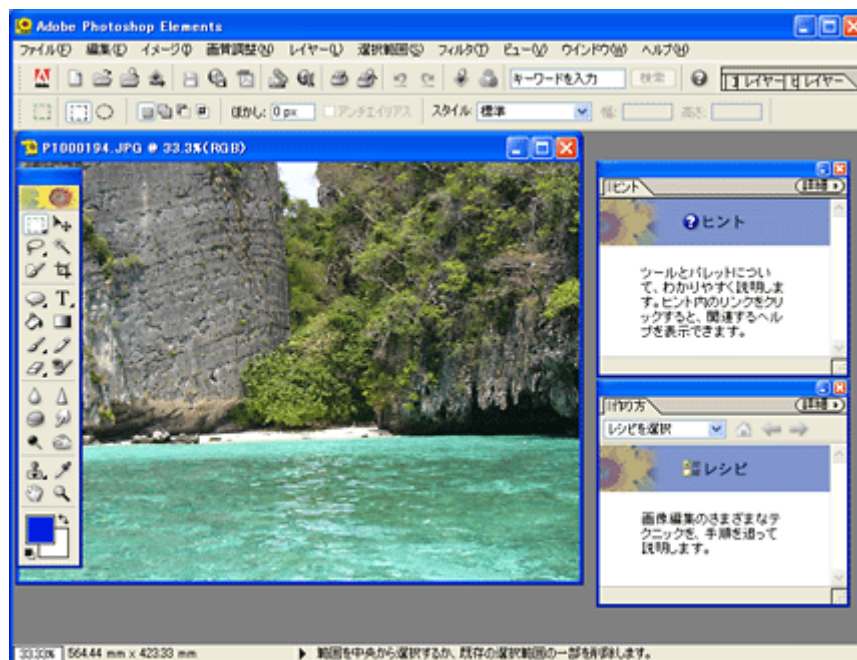 Adobe Photoshop Elements
ファイル(F) 編集(E) イメージ(I) 画質調整(N) レイヤー(L) 選択範囲(S) フィルタ(T) ビュー(V) ウインドウ(W) ヘルプ(H)
キーワードを入力 検索 レイヤー レイヤー
ぼかし: 0 px アンチエイリアス スタイル: 標準 幅: 高さ:
P1000194.JPG @ 33.3%(RGB)
ヒント 詳細
ヒント
ツールとパレットについ
て、わかりやすく説明しま
す。ヒント内のリンクをクリ
ックすると、関連するヘル
プを表示できます。
作り方 詳細
レシピを選択
レシピ
画像編集のさまざまなテ
クニックを、手順を追って
説明します。
33.33% 564.44 mm x 423.33 mm 範囲を中央から選択するか、既存の選択範囲の一部を削除します。